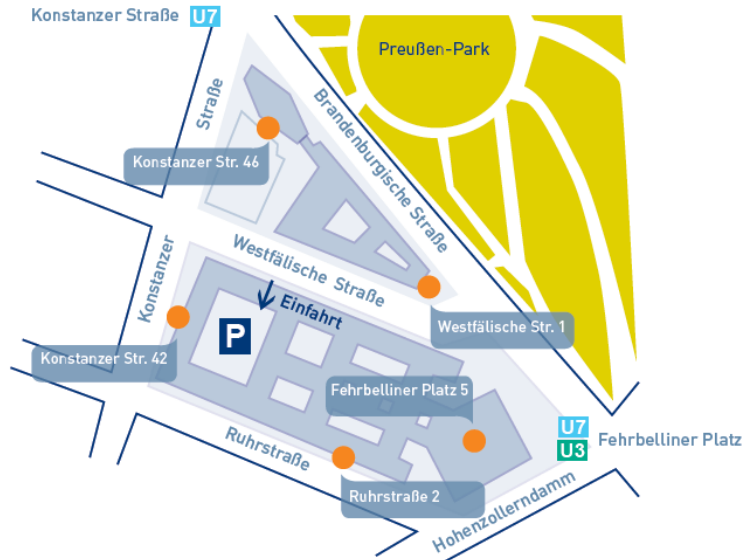 Konstanzer Straße U7
Preußen-Park
Straße
Brandenburgische Straße
Konstanzer Str. 46
Westfälische Straße
Konstanzer
Einfahrt
P
Westfälische Str. 1
Konstanzer Str. 42
Fehrbelliner Platz 5
U7
U3
Fehrbelliner Platz
Ruhrstraße
Ruhrstraße 2
Hohenzollerndamm